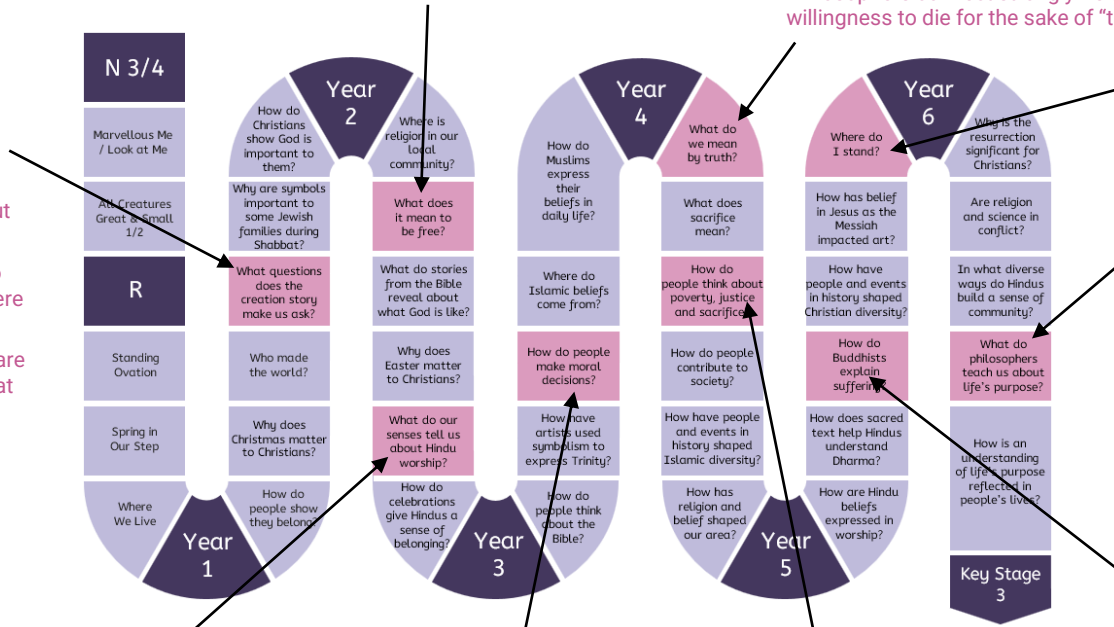 willingness to die for the sake of “t
ut
ere
are
at
N 3/4
Marvellous Me
/ Look at Me
All Creatures
Great & Small
1/2
R
Standing
Ovation
Spring in
Our Step
Where
We Live
Year
1
How do
people show
they belong?
Why does
Christmas matter
to Christians?
Who made
the world?
What questions
does the
creation story
make us ask?
Why are symbols
important to
some Jewish
families during
Shabbat?
How do
Christians
show God is
important to
them?
Year
2
Where is
religion in our
local
community?
What does
it mean to
be free?
What do stories
from the Bible
reveal about
what God is like?
Why does
Easter matter
to Christians?
What do our
senses tell us
about Hindu
worship?
How do
celebrations
give Hindus a
sense of
belonging?
Year
3
How do
people think
about the
Bible?
How have
artists used
symbolism to
express Trinity?
How do people
make moral
decisions?
Where do
Islamic beliefs
come from?
How do
Muslims
express
their
beliefs in
daily life?
Year
4
What do
we mean
by truth?
What does
sacrifice
mean?
How do
people think about
poverty, justice
and sacrifice?
How do people
contribute to
society?
How have people
and events in
history shaped
Islamic diversity?
How has
religion and
belief shaped
our area?
Year
5
How are Hindu
beliefs
expressed in
worship?
How does sacred
text help Hindus
understand
Dharma?
How do
Buddhists
explain
suffering?
How have
people and events
in history shaped
Christian diversity?
How has belief
in Jesus as the
Messiah
impacted art?
Where do
I stand?
Year
6
Why is the
resurrection
significant for
Christians?
Are religion
and science in
conflict?
In what diverse
ways do Hindus
build a sense of
community?
What do
philosophers
teach us about
life’s purpose?
How is an
understanding
of life’s purpose
reflected in
people’s lives?
Key Stage
3